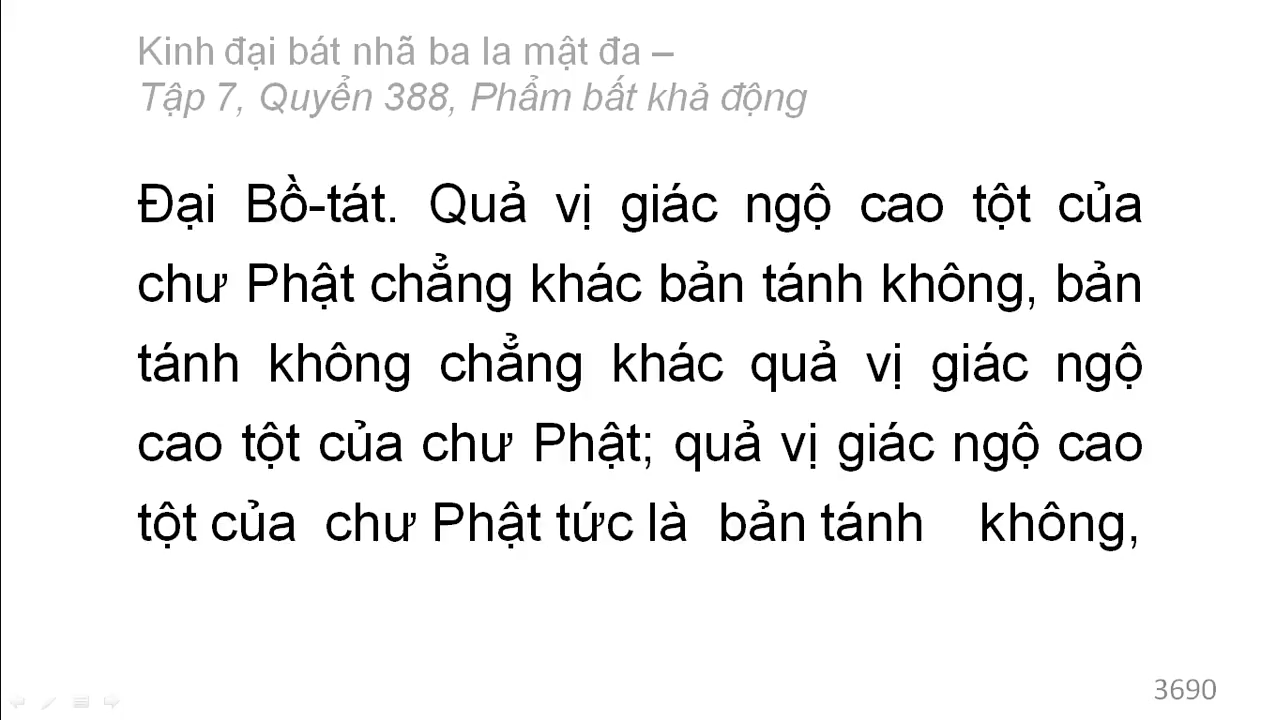 Kinh đại bát nhã ba la mật đa –
Tập 7, Quyển 388, Phẩm bất khả động
Đại Bồ-tát. Quả vị giác ngộ cao tột của
chư Phật chẳng khác bản tánh không, bản
tánh không chẳng khác quả vị giác ngộ
cao tột của chư Phật; quả vị giác ngộ cao
tột của chư Phật tức là bản tánh không,
3690